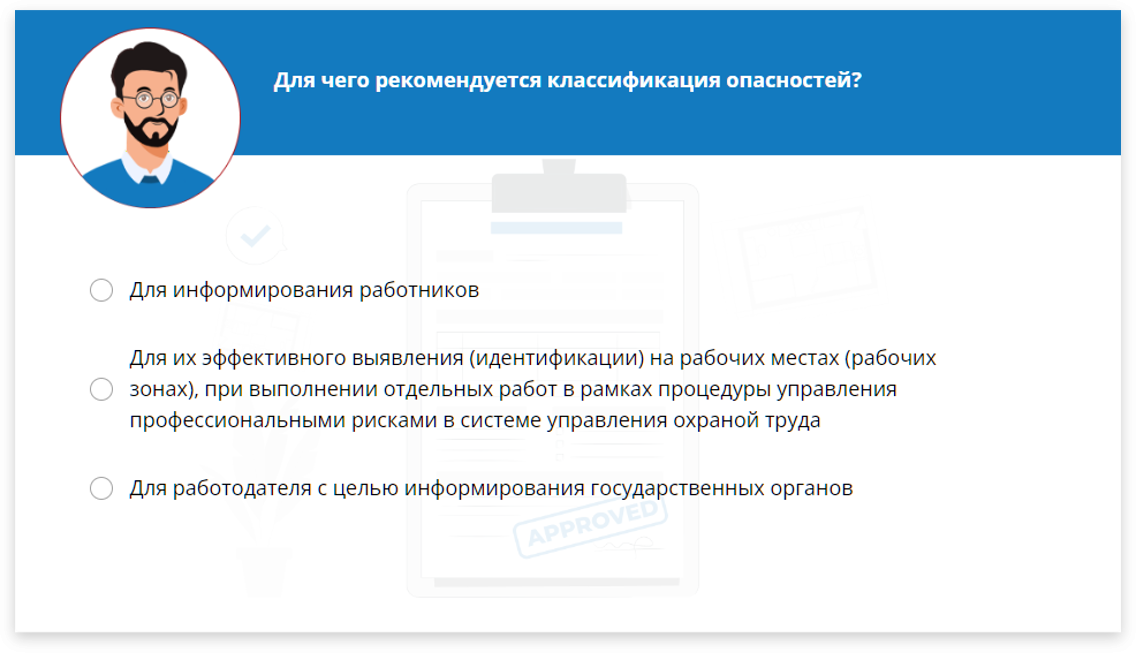 Для чего рекомендуется классификация опасностей?
Для информирования работников
Для их эффективного выявления (идентификации) на рабочих местах (рабочих
зонах), при выполнении отдельных работ в рамках процедуры управления
профессиональными рисками в системе управления охраной труда
Для работодателя с целью информирования государственных органов
APPROVED